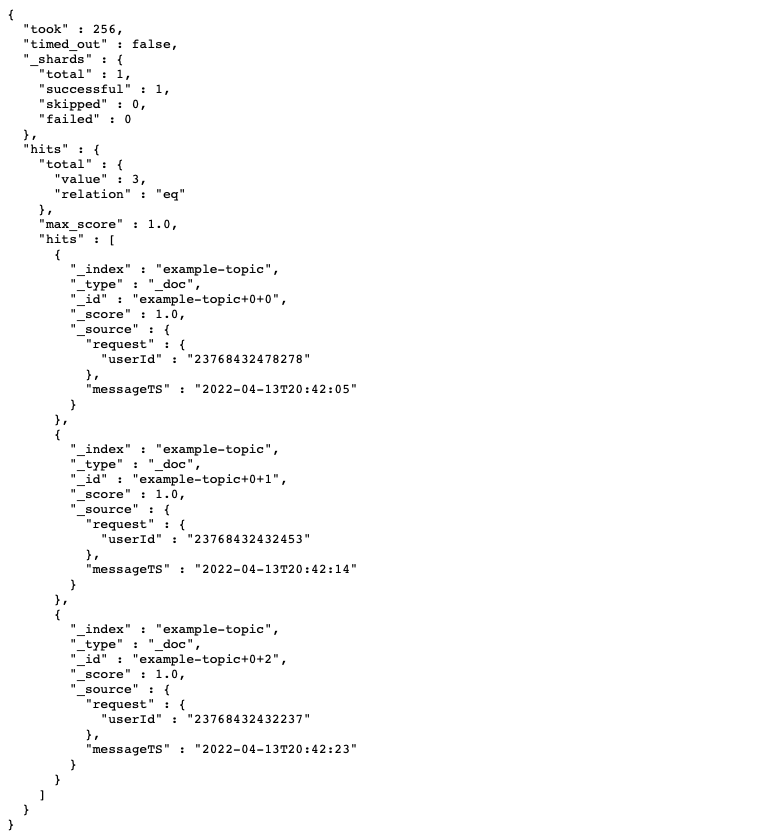 {
  "took" : 256,
  "timed_out" : false,
  "_shards" : {
    "total" : 1,
    "successful" : 1,
    "skipped" : 0,
    "failed" : 0
  },
  "hits" : {
    "total" : {
      "value" : 3,
      "relation" : "eq"
    },
    "max_score" : 1.0,
    "hits" : [
      {
        "_index" : "example-topic",
        "_type" : "_doc",
        "_id" : "example-topic+0+0",
        "_score" : 1.0,
        "_source" : {
          "request" : {
            "userId" : "23768432478278"
          },
          "messageTS" : "2022-04-13T20:42:05"
        }
      },
      {
        "_index" : "example-topic",
        "_type" : "_doc",
        "_id" : "example-topic+0+1",
        "_score" : 1.0,
        "_source" : {
          "request" : {
            "userId" : "23768432432453"
          },
          "messageTS" : "2022-04-13T20:42:14"
        }
      },
      {
        "_index" : "example-topic",
        "_type" : "_doc",
        "_id" : "example-topic+0+2",
        "_score" : 1.0,
        "_source" : {
          "request" : {
            "userId" : "23768432432237"
          },
          "messageTS" : "2022-04-13T20:42:23"
        }
      }
    ]
  }
}